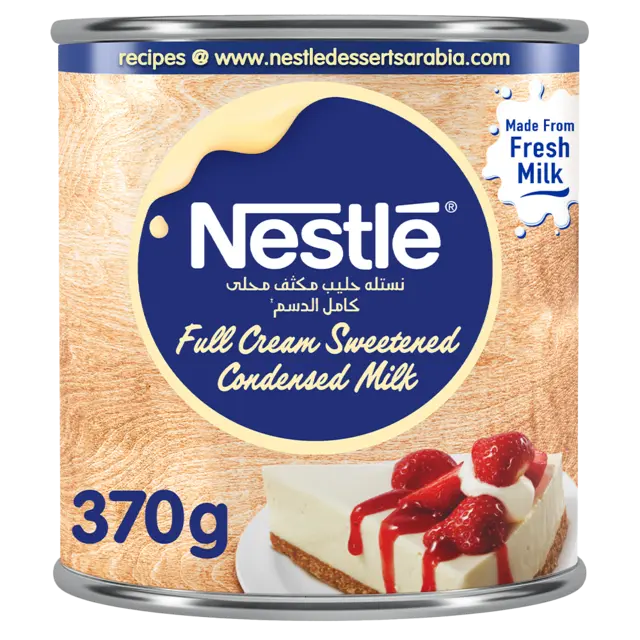 recipes @ www.nestledessertsarabia.com
Made From
Fresh
Milk
Nestlé®
نستله حليب مكثف محلى
كامل الدسم
Full Cream Sweetened
Condensed Milk
370g